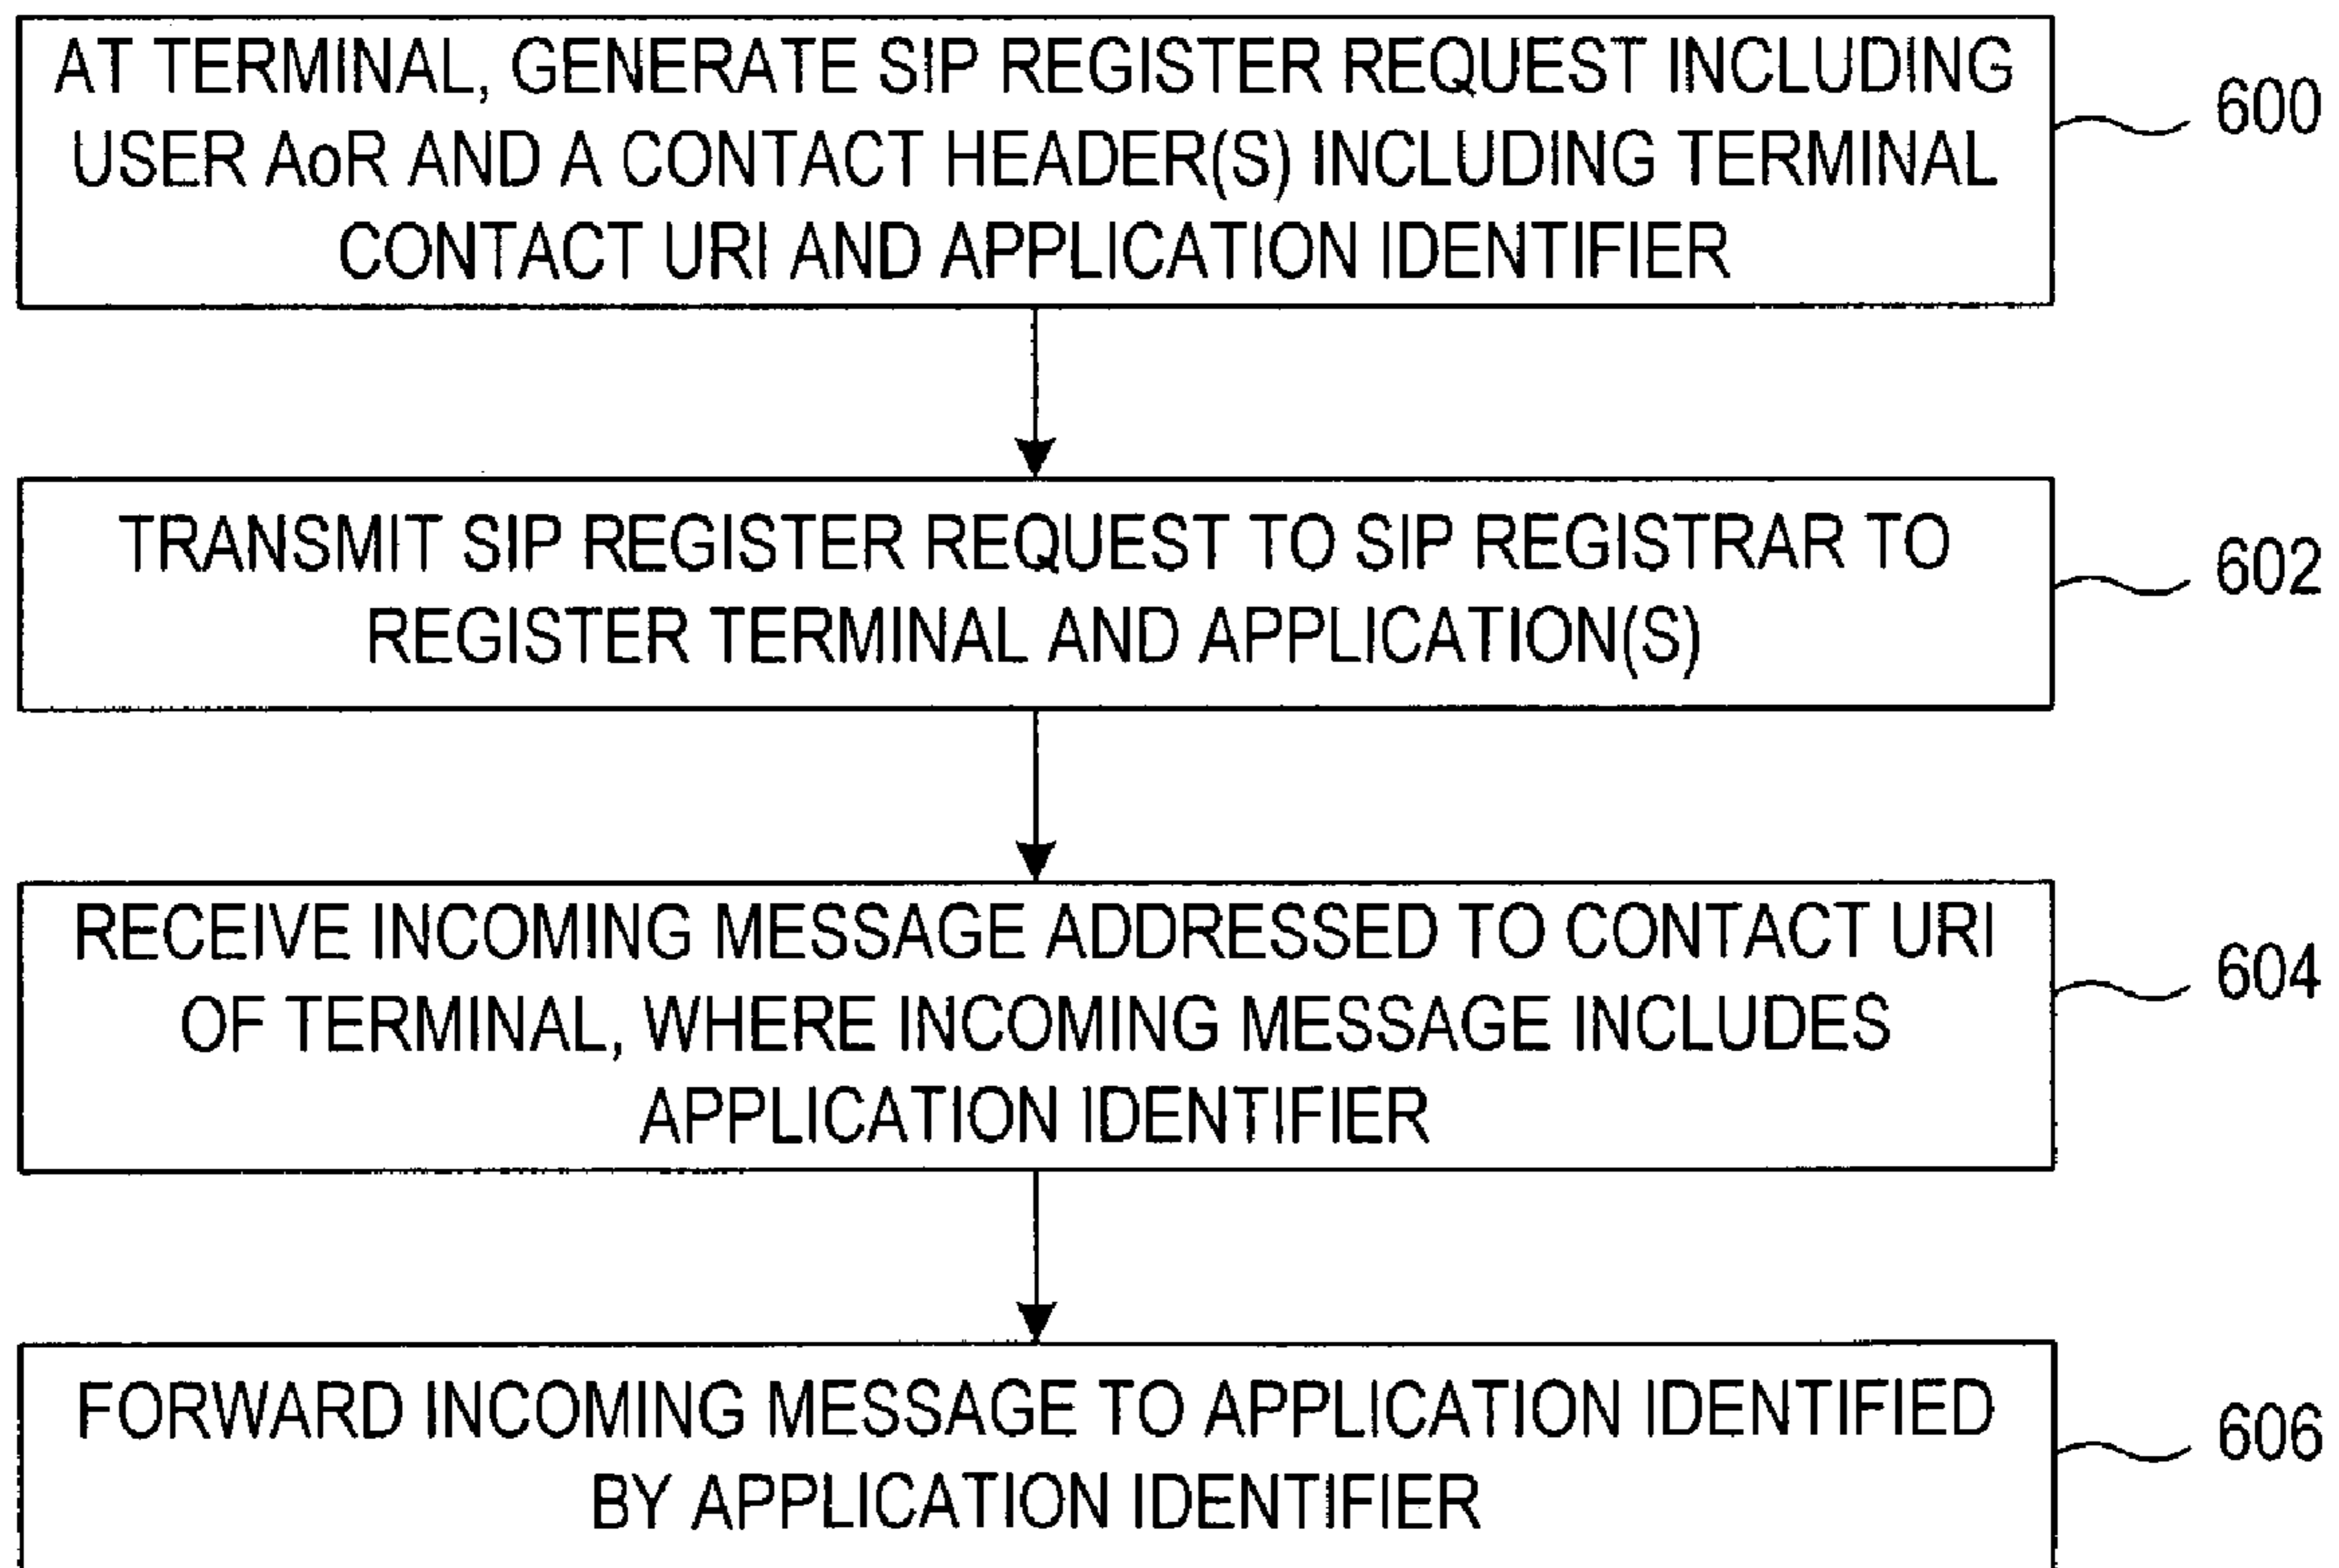 AT TERMINAL, GENERATE SIP REGISTER REQUEST INCLUDING
USER AoR AND A CONTACT HEADER(S) INCLUDING TERMINAL
CONTACT URI AND APPLICATION IDENTIFIER
600
TRANSMIT SIP REGISTER REQUEST TO SIP REGISTRAR TO
REGISTER TERMINAL AND APPLICATION(S)
602
RECEIVE INCOMING MESSAGE ADDRESSED TO CONTACT URI
OF TERMINAL, WHERE INCOMING MESSAGE INCLUDES
APPLICATION IDENTIFIER
604
FORWARD INCOMING MESSAGE TO APPLICATION IDENTIFIED
BY APPLICATION IDENTIFIER
606